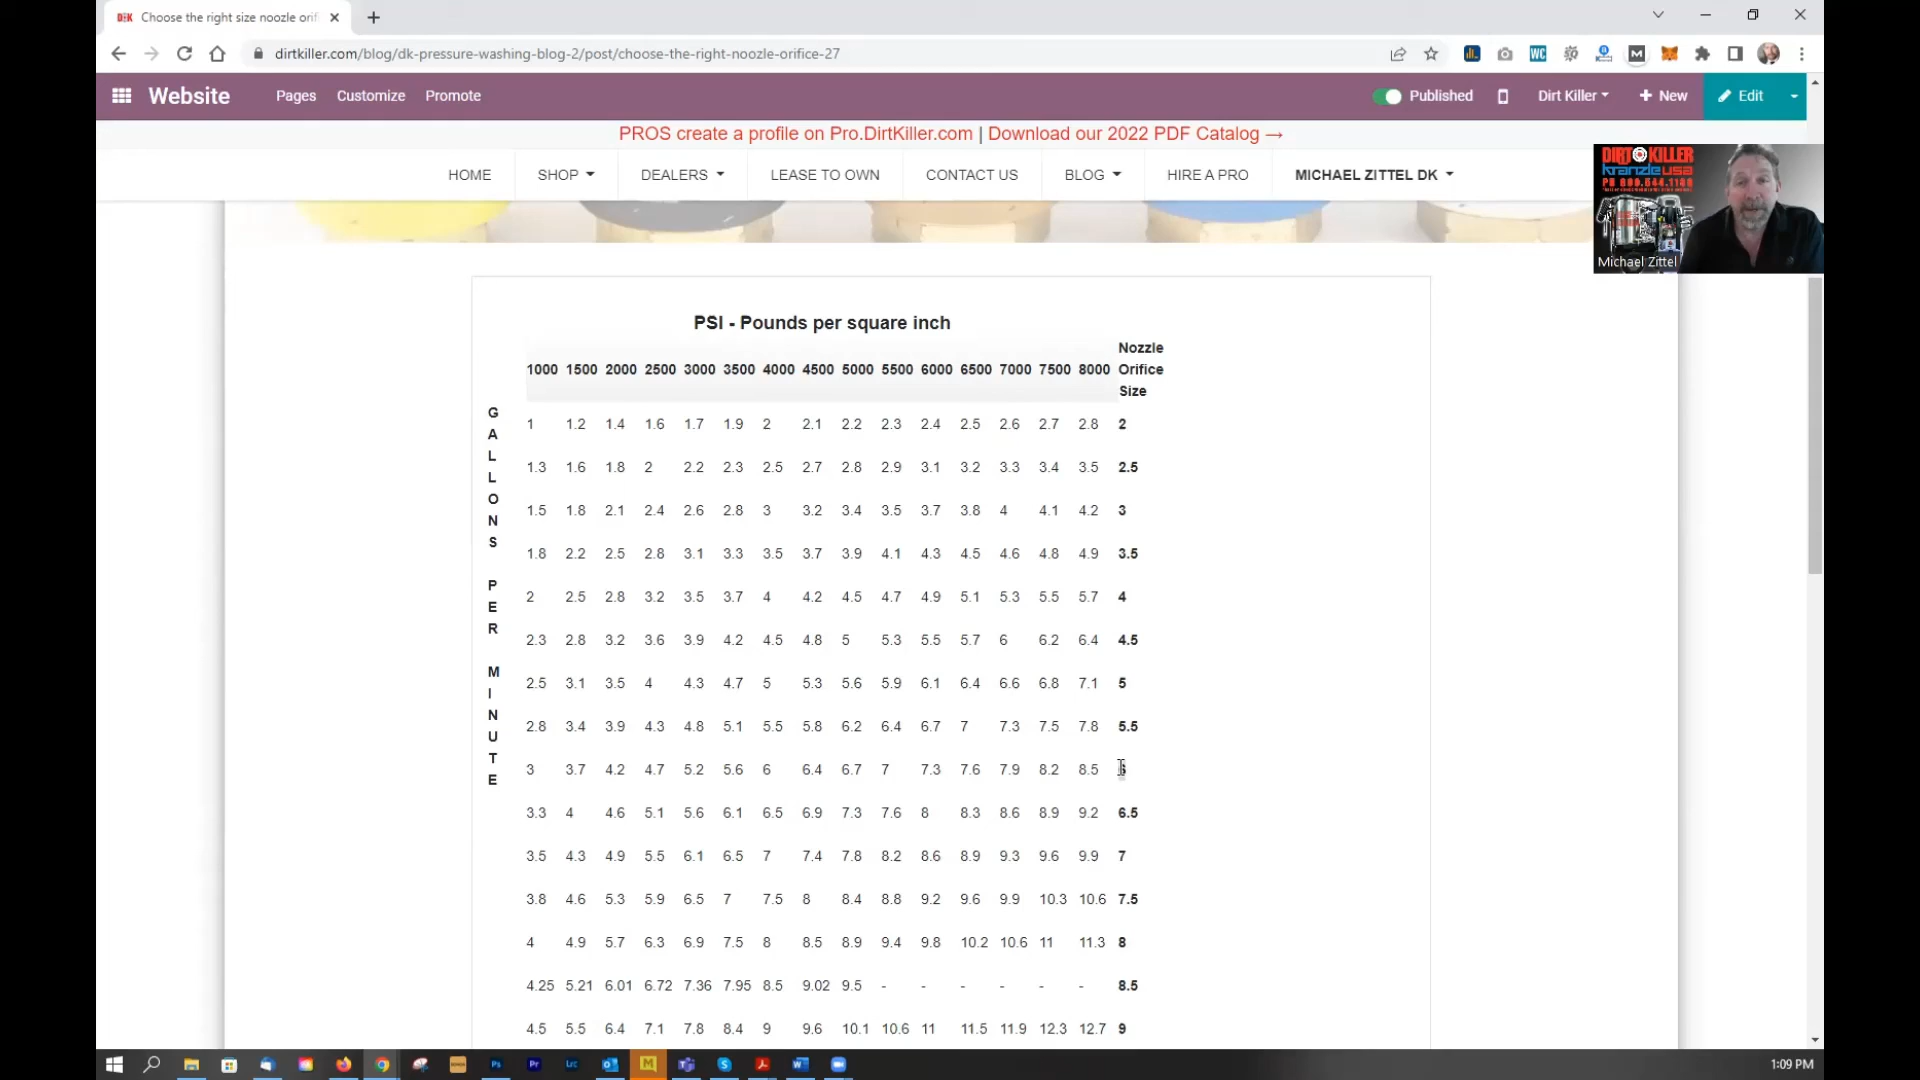 Choose the right size noozle orif
dirtkiller.com/blog/dk-pressure-washing-blog-2/post/choose-the-right-noozle-orifice-27
Website Pages Customize Promote Published Dirt Killer + New Edit
PROS create a profile on Pro.DirtKiller.com | Download our 2022 PDF Catalog →
HOME SHOP DEALERS LEASE TO OWN CONTACT US BLOG HIRE A PRO MICHAEL ZITTEL DK
DIRT KILLER
kranzle usa
Michael Zittel
PSI - Pounds per square inch
1000 1500 2000 2500 3000 3500 4000 4500 5000 5500 6000 6500 7000 7500 8000 Nozzle Orifice Size
GALLONS PER MINUTE
1 1.2 1.4 1.6 1.7 1.9 2 2.1 2.2 2.3 2.4 2.5 2.6 2.7 2.8 2
1.3 1.6 1.8 2 2.2 2.3 2.5 2.7 2.8 2.9 3.1 3.2 3.3 3.4 3.5 2.5
1.5 1.8 2.1 2.4 2.6 2.8 3 3.2 3.4 3.5 3.7 3.8 4 4.1 4.2 3
1.8 2.2 2.5 2.8 3.1 3.3 3.5 3.7 3.9 4.1 4.3 4.5 4.6 4.8 4.9 3.5
2 2.5 2.8 3.2 3.5 3.7 4 4.2 4.5 4.7 4.9 5.1 5.3 5.5 5.7 4
2.3 2.8 3.2 3.6 3.9 4.2 4.5 4.8 5 5.3 5.5 5.7 6 6.2 6.4 4.5
2.5 3.1 3.5 4 4.3 4.7 5 5.3 5.6 5.9 6.1 6.4 6.6 6.8 7.1 5
2.8 3.4 3.9 4.3 4.8 5.1 5.5 5.8 6.2 6.4 6.7 7 7.3 7.5 7.8 5.5
3 3.7 4.2 4.7 5.2 5.6 6 6.4 6.7 7 7.3 7.6 7.9 8.2 8.5 6
3.3 4 4.6 5.1 5.6 6.1 6.5 6.9 7.3 7.6 8 8.3 8.6 8.9 9.2 6.5
3.5 4.3 4.9 5.5 6.1 6.5 7 7.4 7.8 8.2 8.6 8.9 9.3 9.6 9.9 7
3.8 4.6 5.3 5.9 6.5 7 7.5 8 8.4 8.8 9.2 9.6 9.9 10.3 10.6 7.5
4 4.9 5.7 6.3 6.9 7.5 8 8.5 8.9 9.4 9.8 10.2 10.6 11 11.3 8
4.25 5.21 6.01 6.72 7.36 7.95 8.5 9.02 9.5 - - - - - - 8.5
4.5 5.5 6.4 7.1 7.8 8.4 9 9.6 10.1 10.6 11 11.5 11.9 12.3 12.7 9
1:09 PM